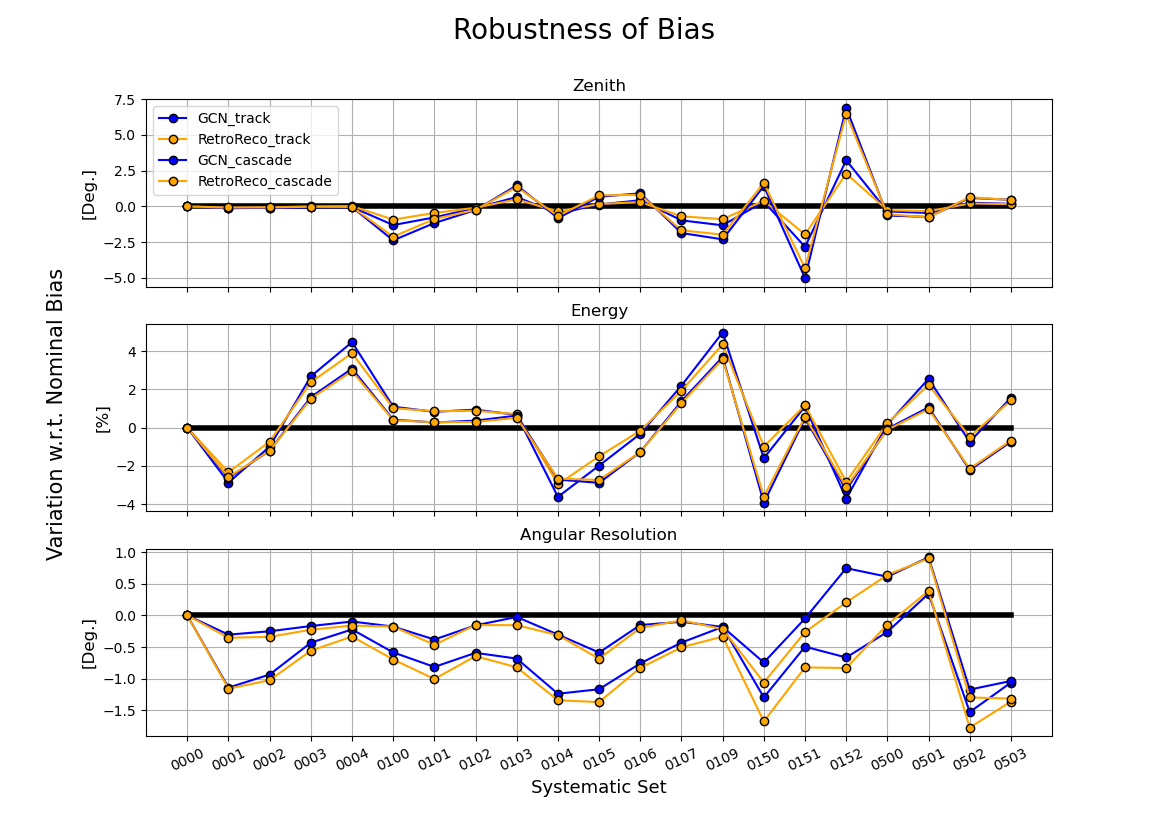 Robustness of Bias
Zenith
7.5
5.0
2.5
0.0
−2.5
−5.0
[Deg.]
GCN_track
RetroReco_track
GCN_cascade
RetroReco_cascade
Variation w.r.t. Nominal Bias
Energy
4
2
0
−2
−4
[%]
Angular Resolution
1.0
0.5
0.0
−0.5
−1.0
−1.5
[Deg.]
0000 0001 0002 0003 0004 0100 0101 0102 0103 0104 0105 0106 0107 0109 0150 0151 0152 0500 0501 0502 0503
Systematic Set